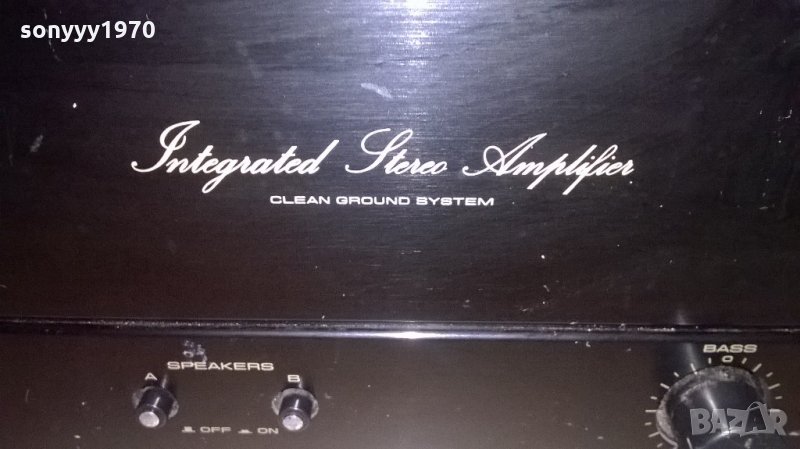 sonyyy1970
Integrated Stereo Amplifier
CLEAN GROUND SYSTEM
SPEAKERS
A B
OFF ON
BASS
0
BAZAR